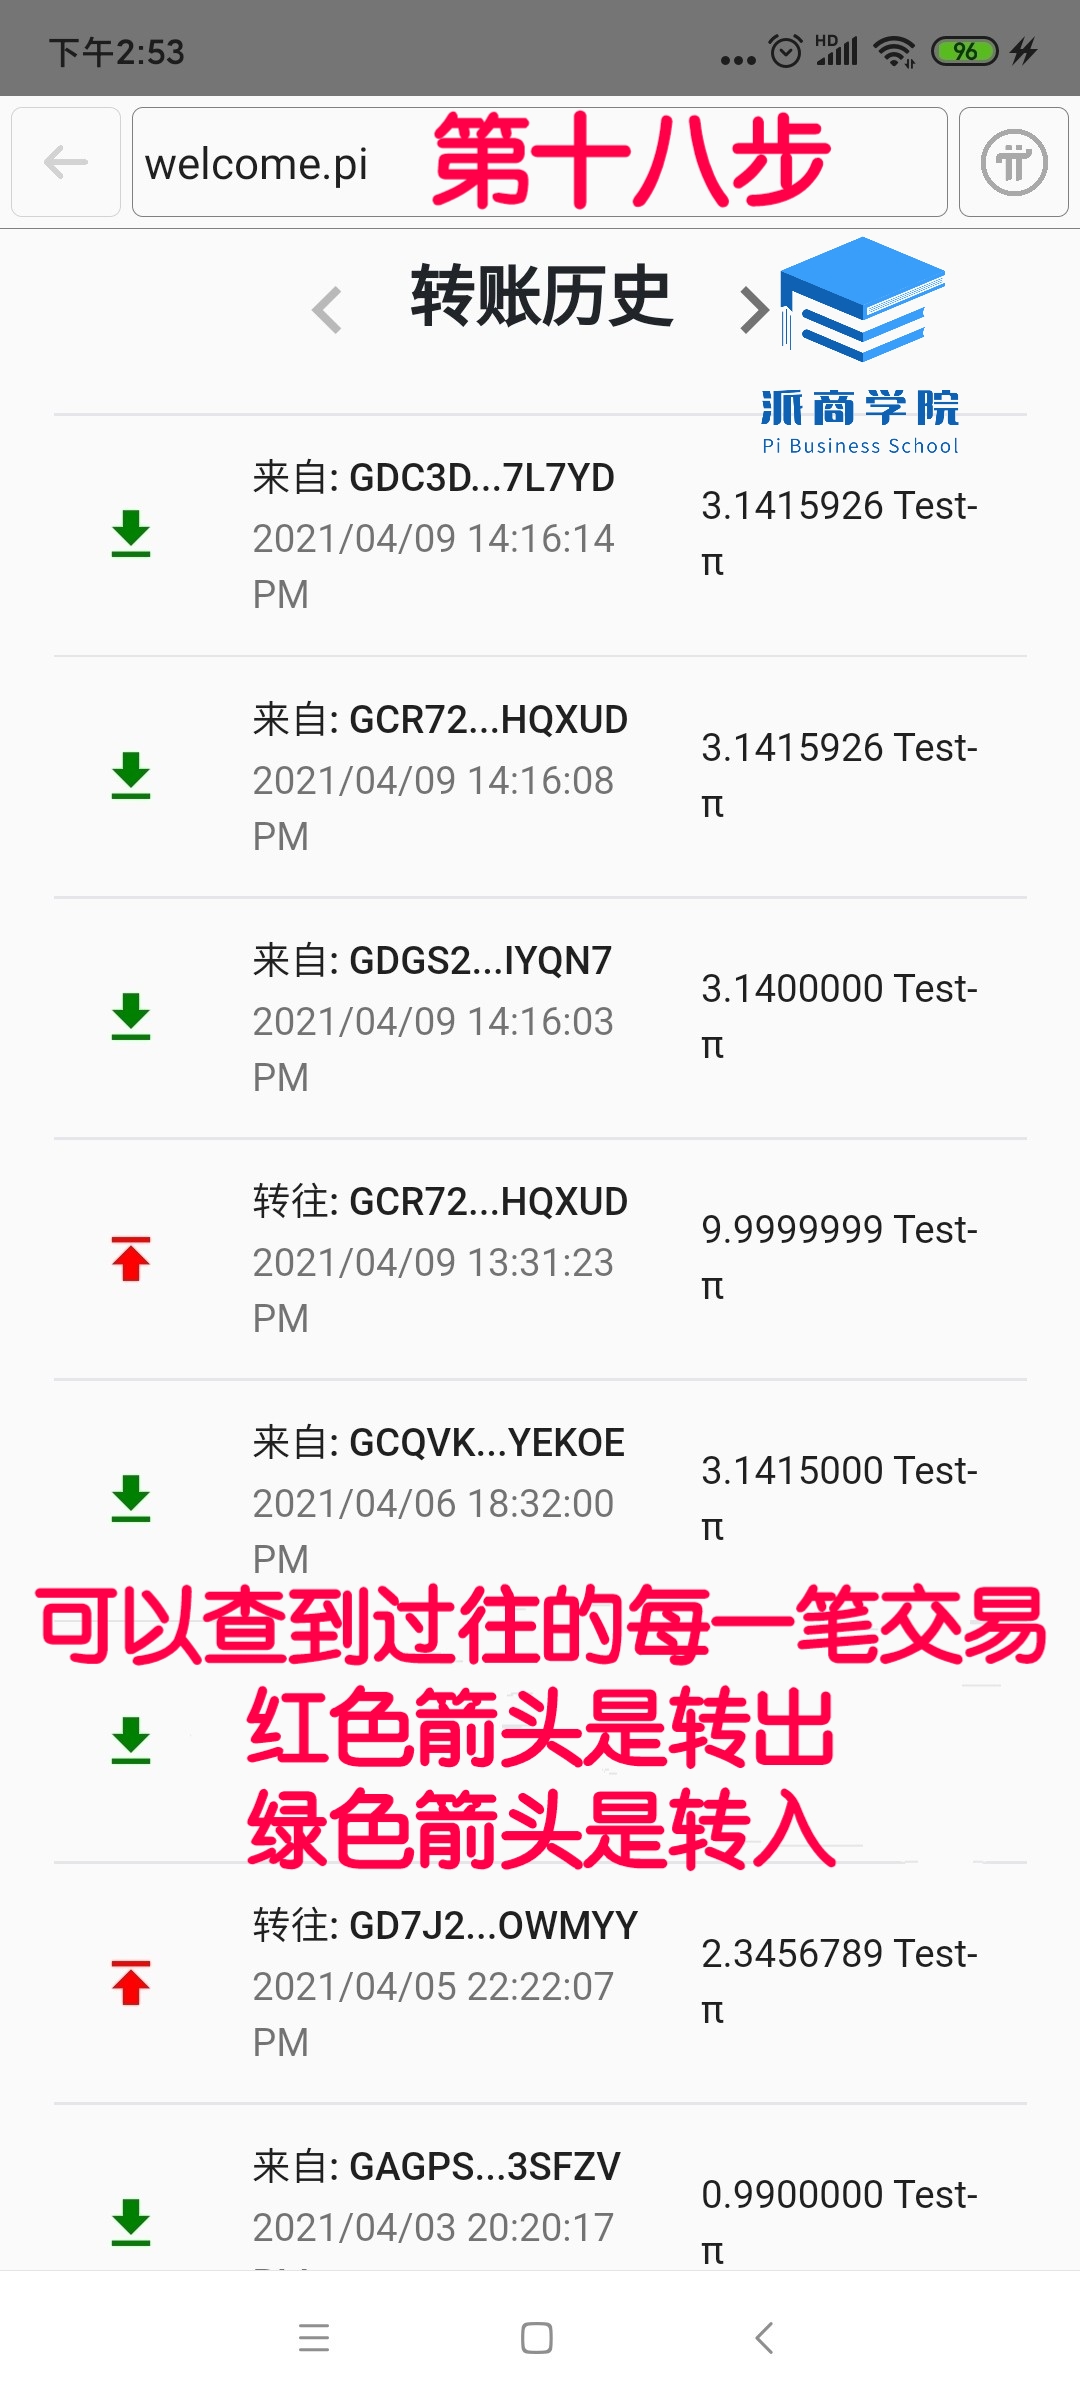 下午2:53
HD
96
welcome.pi
第十八步
转账历史
派商学院
Pi Business School
来自: GDC3D...7L7YD
2021/04/09 14:16:14
PM
3.1415926 Test-
π
来自: GCR72...HQXUD
2021/04/09 14:16:08
PM
3.1415926 Test-
π
来自: GDGS2...IYQN7
2021/04/09 14:16:03
PM
3.1400000 Test-
π
转往: GCR72...HQXUD
2021/04/09 13:31:23
PM
9.9999999 Test-
π
来自: GCQVK...YEKOE
2021/04/06 18:32:00
PM
3.1415000 Test-
π
可以查到过往的每一笔交易
红色箭头是转出
绿色箭头是转入
转往: GD7J2...OWMYY
2021/04/05 22:22:07
PM
2.3456789 Test-
π
来自: GAGPS...3SFZV
2021/04/03 20:20:17
0.9900000 Test-
π